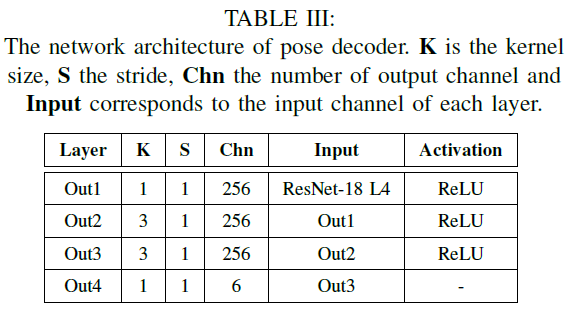 TABLE III:
The network architecture of pose decoder. K is the kernel
size, S the stride, Chn the number of output channel and
Input corresponds to the input channel of each layer.
Layer K S Chn Input Activation
Out1 1 1 256 ResNet-18 L4 ReLU
Out2 3 1 256 Out1 ReLU
Out3 3 1 256 Out2 ReLU
Out4 1 1 6 Out3 -